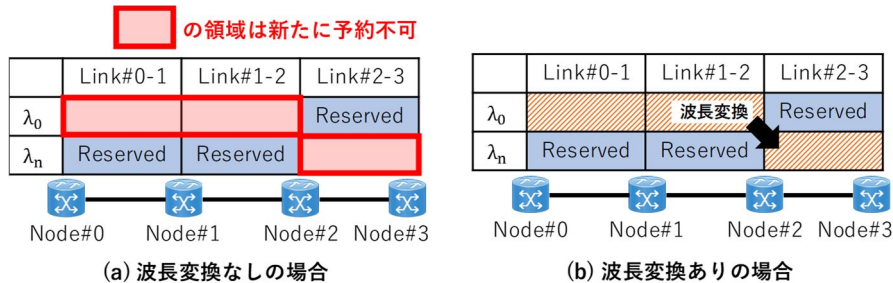 の領域は新たに予約不可
Link#0-1 Link#1-2 Link#2-3
λ0 Reserved
λn Reserved Reserved
Node#0 Node#1 Node#2 Node#3
(a) 波長変換なしの場合
Link#0-1 Link#1-2 Link#2-3
λ0 波長変換 Reserved
λn Reserved Reserved
Node#0 Node#1 Node#2 Node#3
(b) 波長変換ありの場合